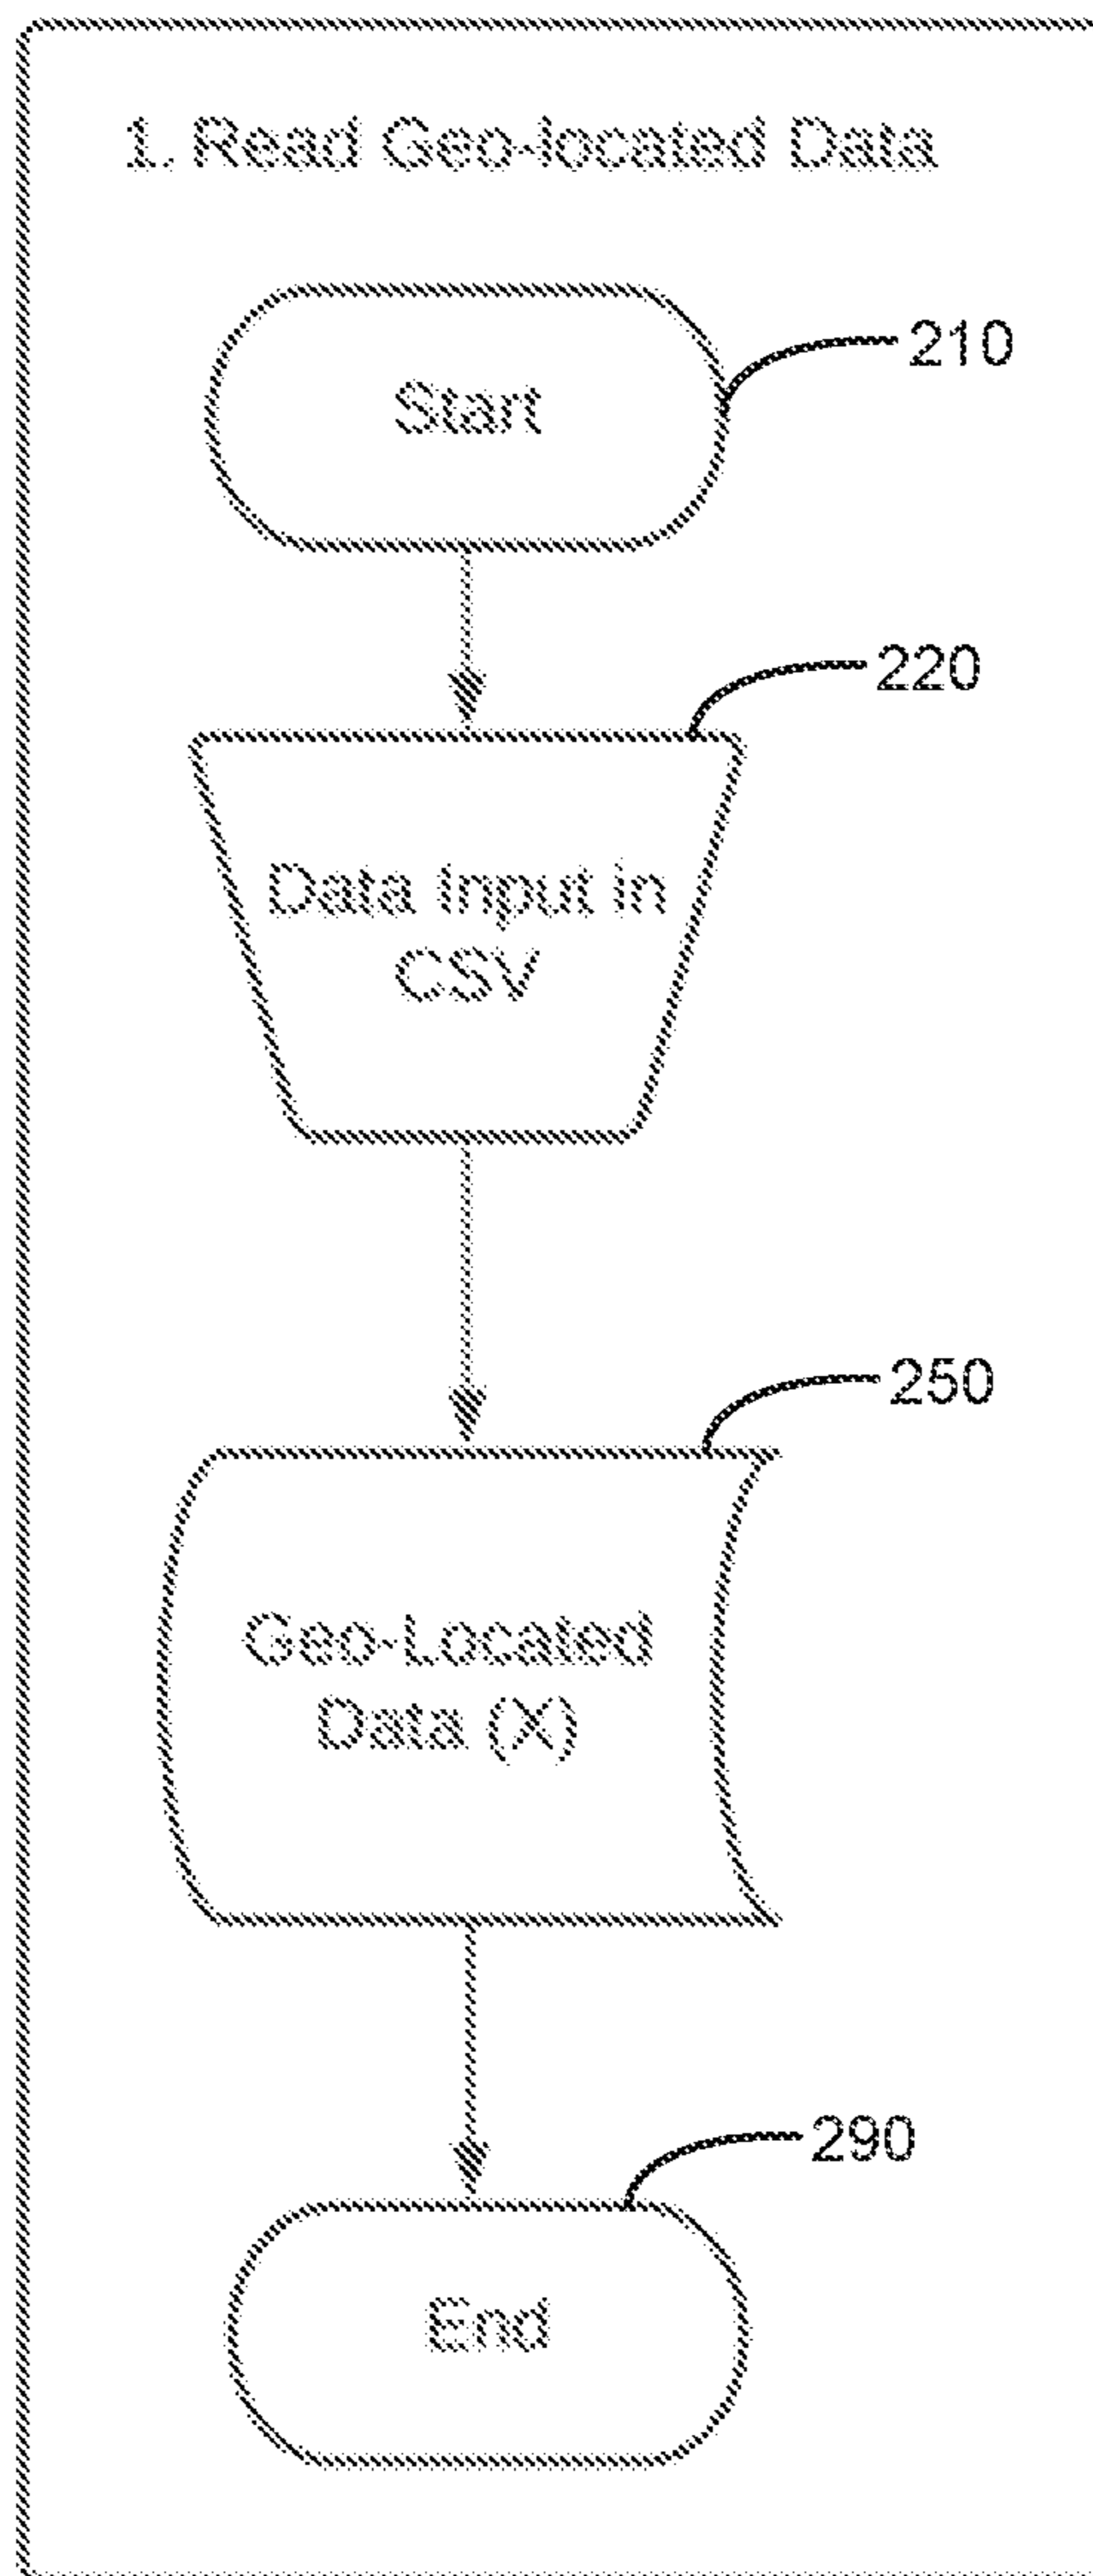 1. Read Geo-located Data
210
Start
220
Data Input in
CSV
250
Geo-Located
Data (X)
290
End